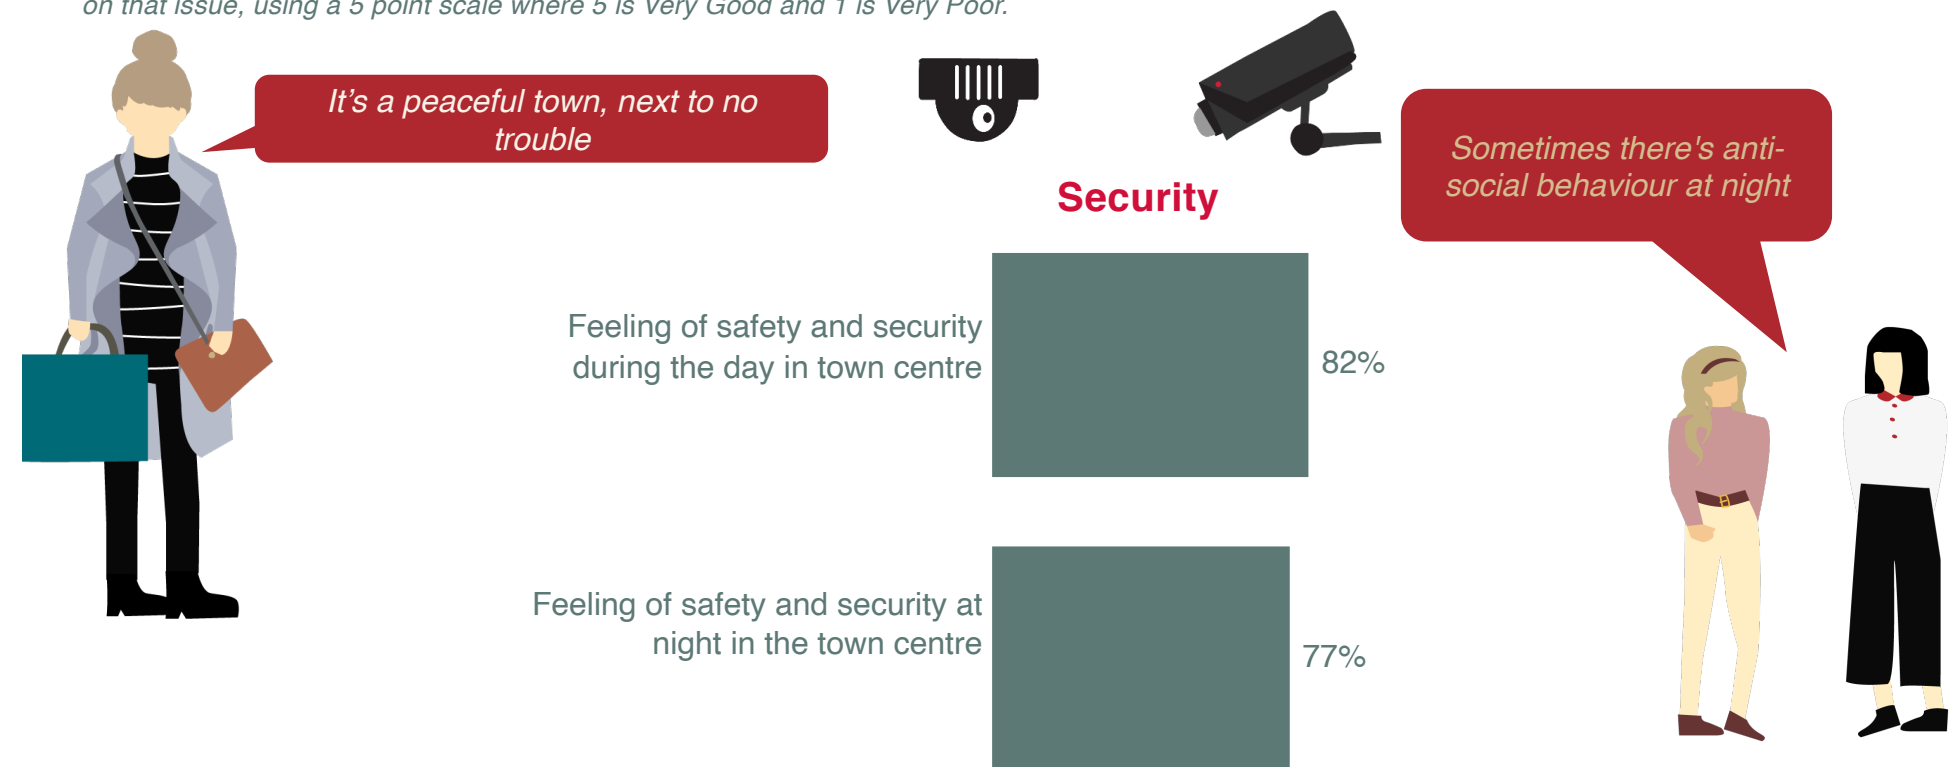 on that issue, using a 5 point scale where 5 is Very Good and 1 is Very Poor.
It's a peaceful town, next to no
trouble
Sometimes there's anti-
social behaviour at night
Security
Feeling of safety and security
during the day in town centre
82%
Feeling of safety and security at
night in the town centre
77%